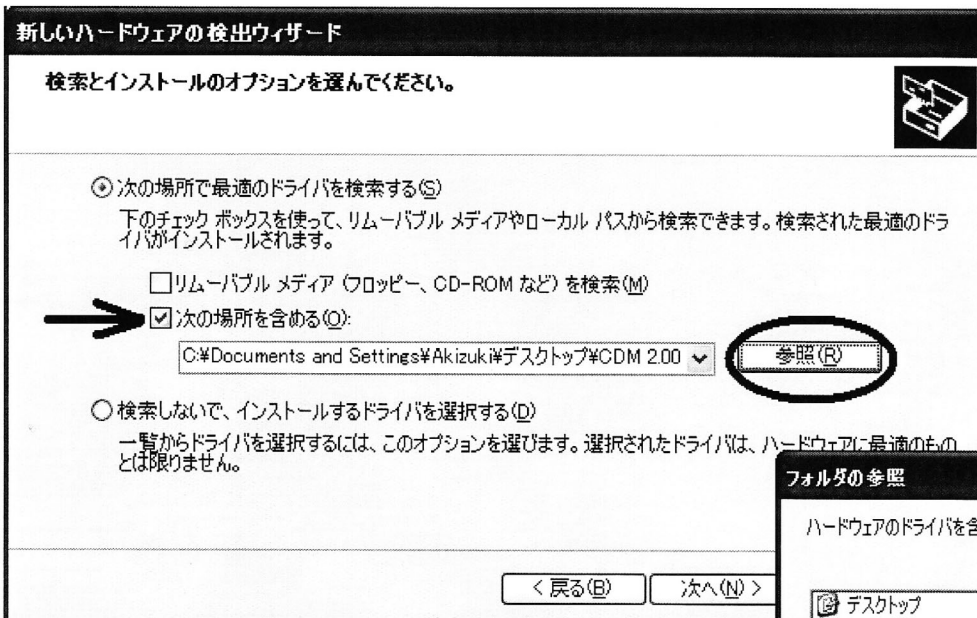 新しいハードウェアの検出ウィザード
検索とインストールのオプションを選んでください。
次の場所で最適のドライバを検索する(S)
下のチェック ボックスを使って、リムーバブル メディアやローカル パスから検索できます。検索された最適のドラ
イバがインストールされます。
リムーバブル メディア (フロッピー、CD-ROM など) を検索(M)
次の場所を含める(O):
C:¥Documents and Settings¥Akizuki¥デスクトップ¥CDM 2.00
参照(R)
検索しないで、インストールするドライバを選択する(D)
一覧からドライバを選択するには、このオプションを選びます。選択されたドライバは、ハードウェアに最適のもの
とは限りません。
フォルダの参照
ハードウェアのドライバを含
< 戻る(B)
次へ(N) >
デスクトップ